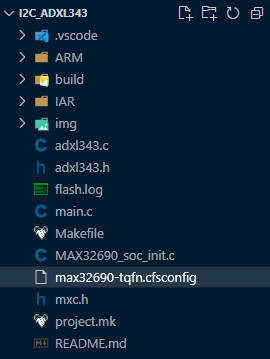 I2C_ADXL343
.vscode
ARM
build
IAR
img
adxl343.c
adxl343.h
flash.log
main.c
Makefile
MAX32690_soc_init.c
max32690-tqfn.cfsconfig
mxc.h
project.mk
README.md